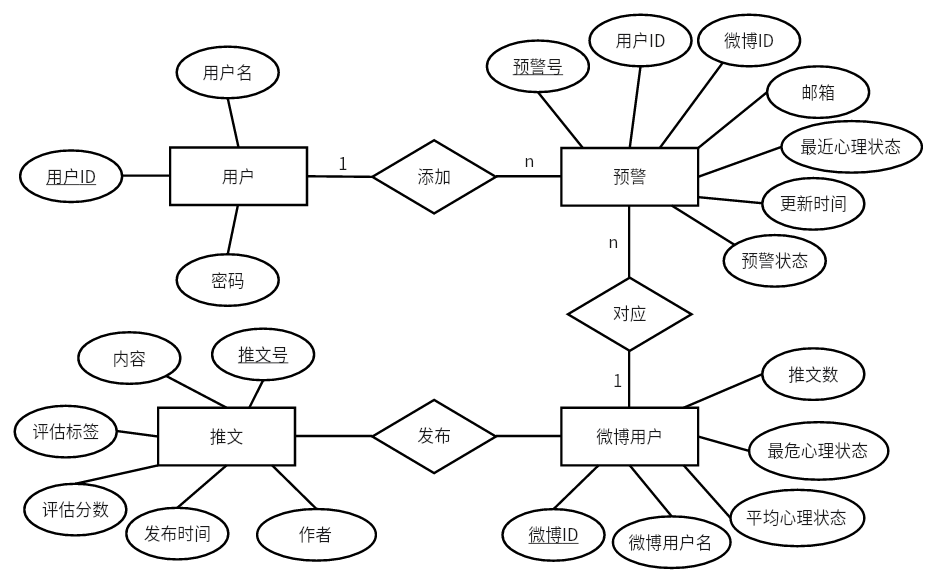 用户ID
微博ID
预警号
用户名
邮箱
最近心理状态
用户ID
用户
1
添加
n
预警
更新时间
预警状态
密码
n
对应
1
内容
推文号
推文数
评估标签
推文
发布
微博用户
最危心理状态
评估分数
发布时间
作者
微博ID
微博用户名
平均心理状态